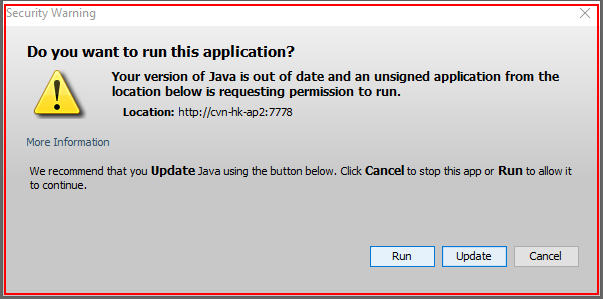 Security Warning
Do you want to run this application?
Your version of Java is out of date and an unsigned application from the
location below is requesting permission to run.
Location: http://cvn-hk-ap2:7778
More Information
We recommend that you Update Java using the button below. Click Cancel to stop this app or Run to allow it
to continue.
Run Update Cancel